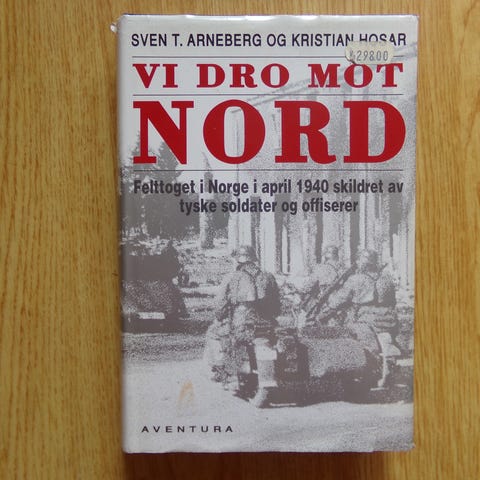 SVEN T. ARNEBERG OG KRISTIAN HOSAR
29800
VI DRO MOT
NORD
Felttoget i Norge i april 1940 skildret av
tyske soldater og offiserer
AVENTURA